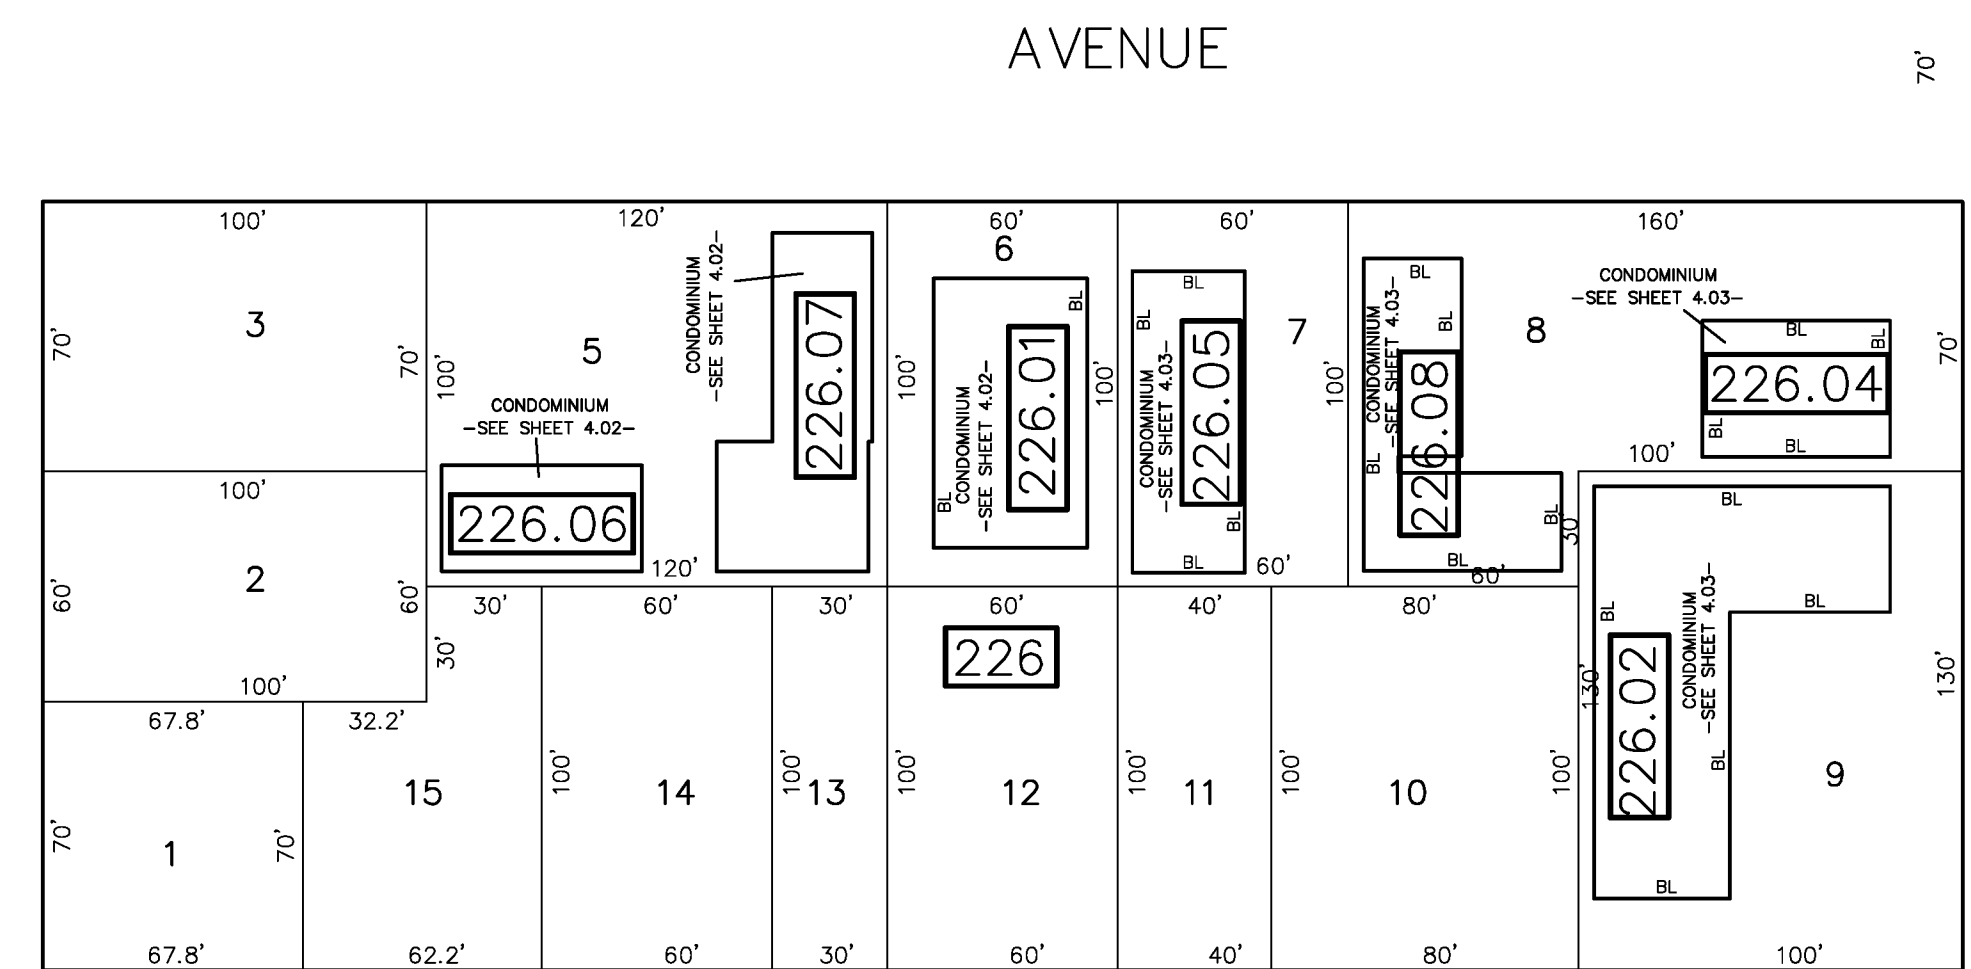 AVENUE
70'
100'
120'
60'
60'
160'
3
70'
70'
100'
5
CONDOMINIUM
-SEE SHEET 4.02-
226.07
CONDOMINIUM
-SEE SHEET 4.02-
226.06
120'
6
BL
100'
226.01
CONDOMINIUM
-SEE SHEET 4.02-
BL
100'
BL
BL
226.05
CONDOMINIUM
-SEE SHEET 4.03-
BL
BL
7
100'
60'
BL
BL
CONDOMINIUM
-SEE SHEET 4.03-
226.08
BL
BL
BL
60'
30'
8
CONDOMINIUM
-SEE SHEET 4.03-
BL
BL
226.04
BL
BL
70'
100'
100'
2
60'
60'
100'
30'
30'
60'
30'
60'
40'
80'
226
BL
BL
BL
130'
226.02
CONDOMINIUM
-SEE SHEET 4.03-
BL
BL
130'
9
100'
67.8'
32.2'
70'
1
70'
15
100'
14
100'
13
100'
12
100'
11
100'
10
100'
67.8'
62.2'
60'
30'
60'
40'
80'